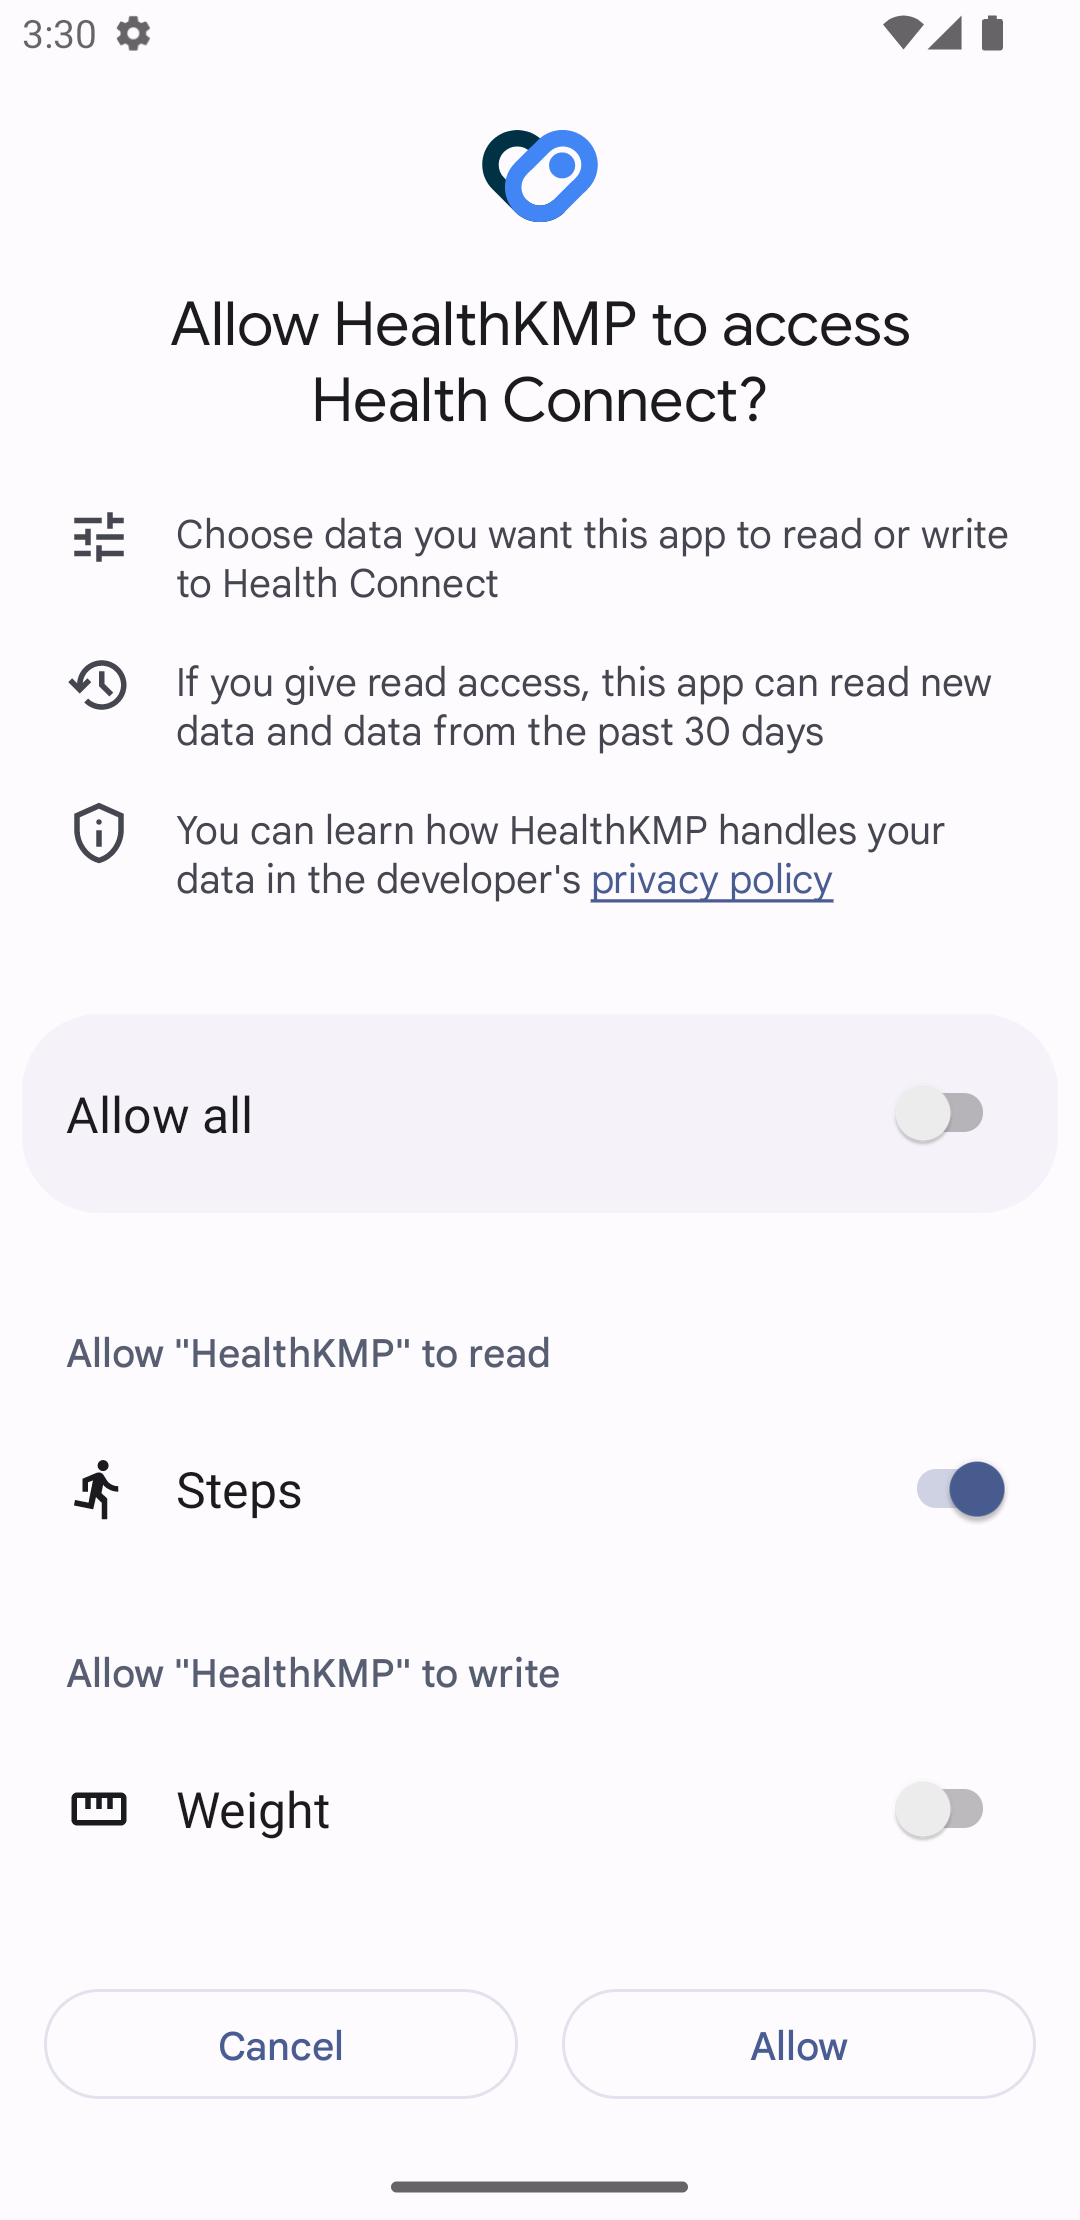 3:30
Allow HealthKMP to access
Health Connect?
Choose data you want this app to read or write
to Health Connect
If you give read access, this app can read new
data and data from the past 30 days
You can learn how HealthKMP handles your
data in the developer's privacy policy
Allow all
Allow "HealthKMP" to read
Steps
Allow "HealthKMP" to write
Weight
Cancel
Allow